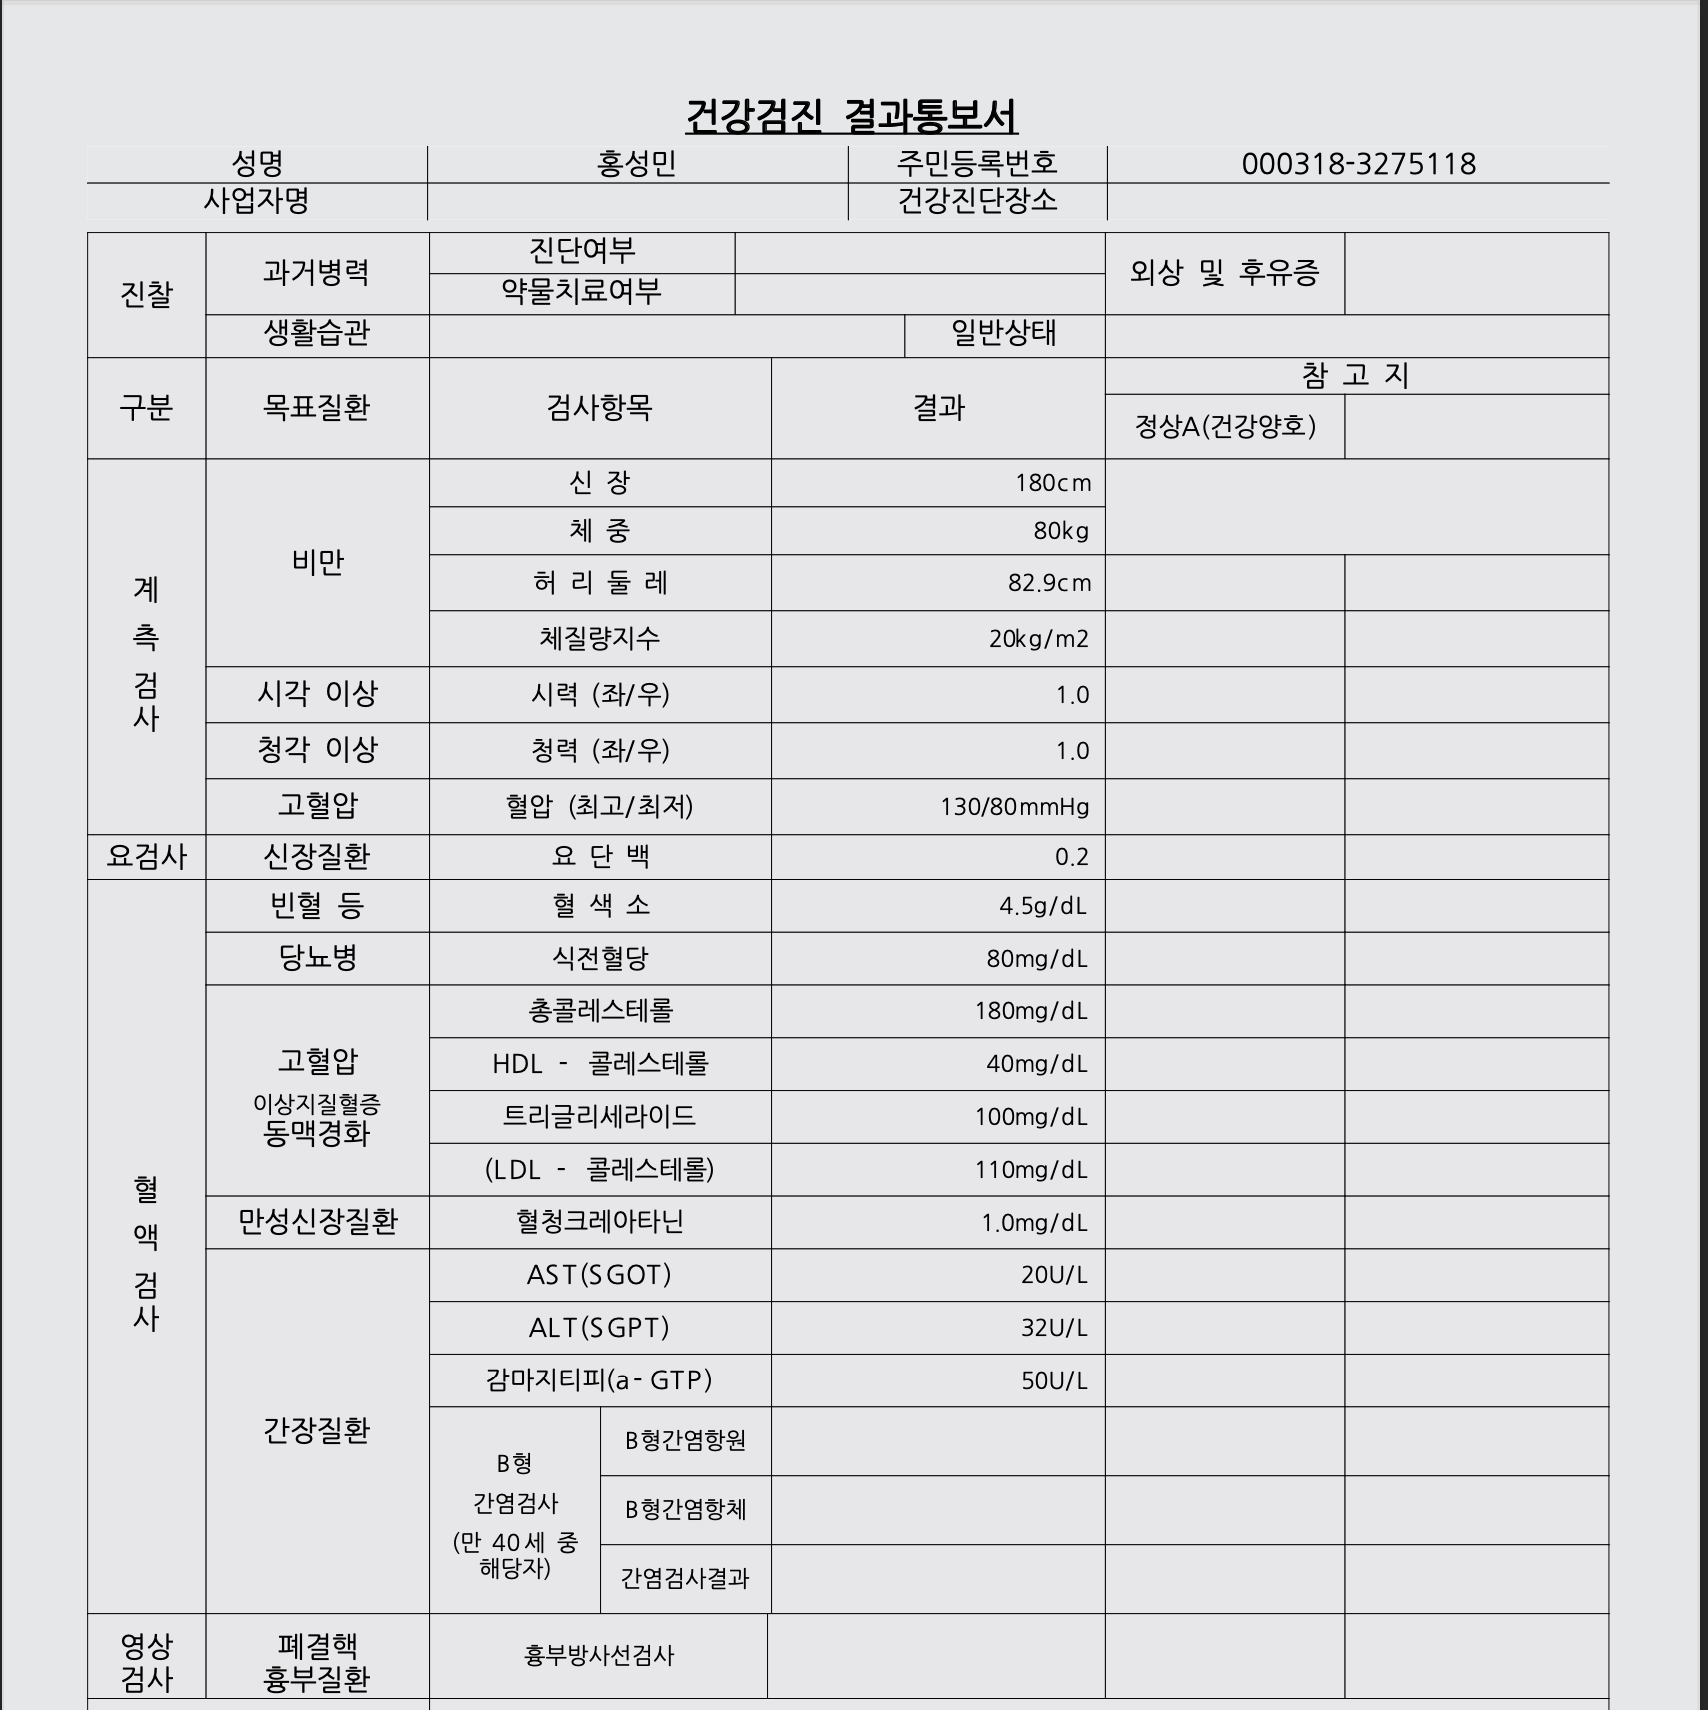 건강검진 결과통보서
성명 홍성민 주민등록번호 000318-3275118
사업자명 건강진단장소
진찰 과거병력 진단여부 외상 및 후유증
약물치료여부
생활습관 일반상태
구분 목표질환 검사항목 결과 참 고 지
정상A(건강양호)
계
측
검
사
비만
신 장 180cm
체 중 80kg
허 리 둘 레 82.9cm
체질량지수 20kg/m2
시각 이상 시력 (좌/우) 1.0
청각 이상 청력 (좌/우) 1.0
고혈압 혈압 (최고/최저) 130/80mmHg
요검사 신장질환 요 단 백 0.2
혈
액
검
사
빈혈 등 혈 색 소 4.5g/dL
당뇨병 식전혈당 80mg/dL
고혈압
이상지질혈증
동맥경화
총콜레스테롤 180mg/dL
HDL - 콜레스테롤 40mg/dL
트리글리세라이드 100mg/dL
(LDL - 콜레스테롤) 110mg/dL
만성신장질환 혈청크레아타닌 1.0mg/dL
간장질환
AST(SGOT) 20U/L
ALT(SGPT) 32U/L
감마지티피(a-GTP) 50U/L
B형
간염검사
(만 40세 중
해당자)
B형간염항원
B형간염항체
간염검사결과
영상
검사
폐결핵
흉부질환
흉부방사선검사